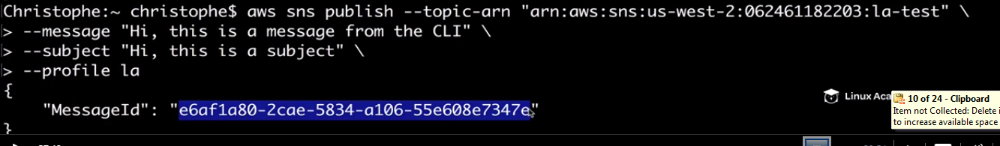 Christophe:~ christophe$ aws sns publish --topic-arn "arn:aws:sns:us-west-2:062461182203:la-test" \
> --message "Hi, this is a message from the CLI" \
> --subject "Hi, this is a subject" \
> --profile la
{
"MessageId": "e6af1a80-2cae-5834-a106-55e608e7347e"
}
Linux Aca
10 of 24 - Clipboard
Item not Collected: Delete i
to increase available space